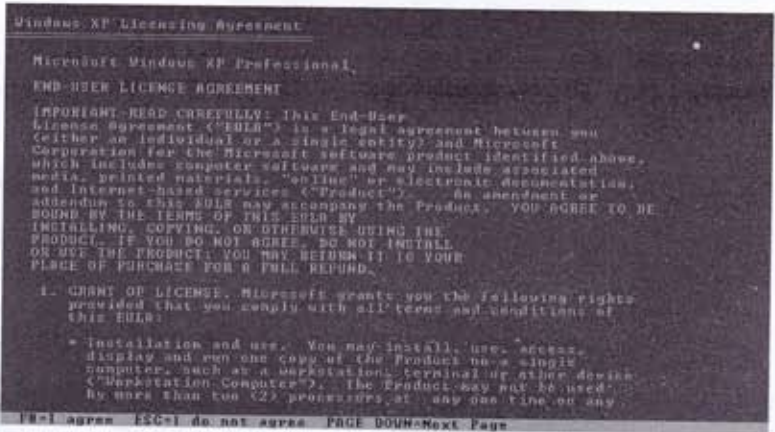 Windows XP Licensing Agreement
Microsoft Windows XP Professional
END-USER LICENSE AGREEMENT
IMPORTANT-READ CAREFULLY: This End-User
License Agreement ("EULA") is a legal agreement between you
(either an individual or a single entity) and Microsoft
Corporation for the Microsoft software product identified above,
which includes computer software and may include associated
media, printed materials, "online" or electronic documentation,
and Internet-based services ("Product"). An amendment or
addendum to this EULA may accompany the Product. YOU AGREE TO BE
BOUND BY THE TERMS OF THIS EULA BY
INSTALLING, COPYING, OR OTHERWISE USING THE
PRODUCT. IF YOU DO NOT AGREE, DO NOT INSTALL
OR USE THE PRODUCT; YOU MAY RETURN IT TO YOUR
PLACE OF PURCHASE FOR A FULL REFUND.
1. GRANT OF LICENSE. Microsoft grants you the following rights
provided that you comply with all terms and conditions of
this EULA:
* Installation and use. You may install, use, access,
display and run one copy of the Product on a single
computer, such as a workstation, terminal or other device
("Workstation Computer"). The Product may not be used
by more than two (2) processors at any one time on any
F8=I agree ESC=I do not agree PAGE DOWN=Next Page